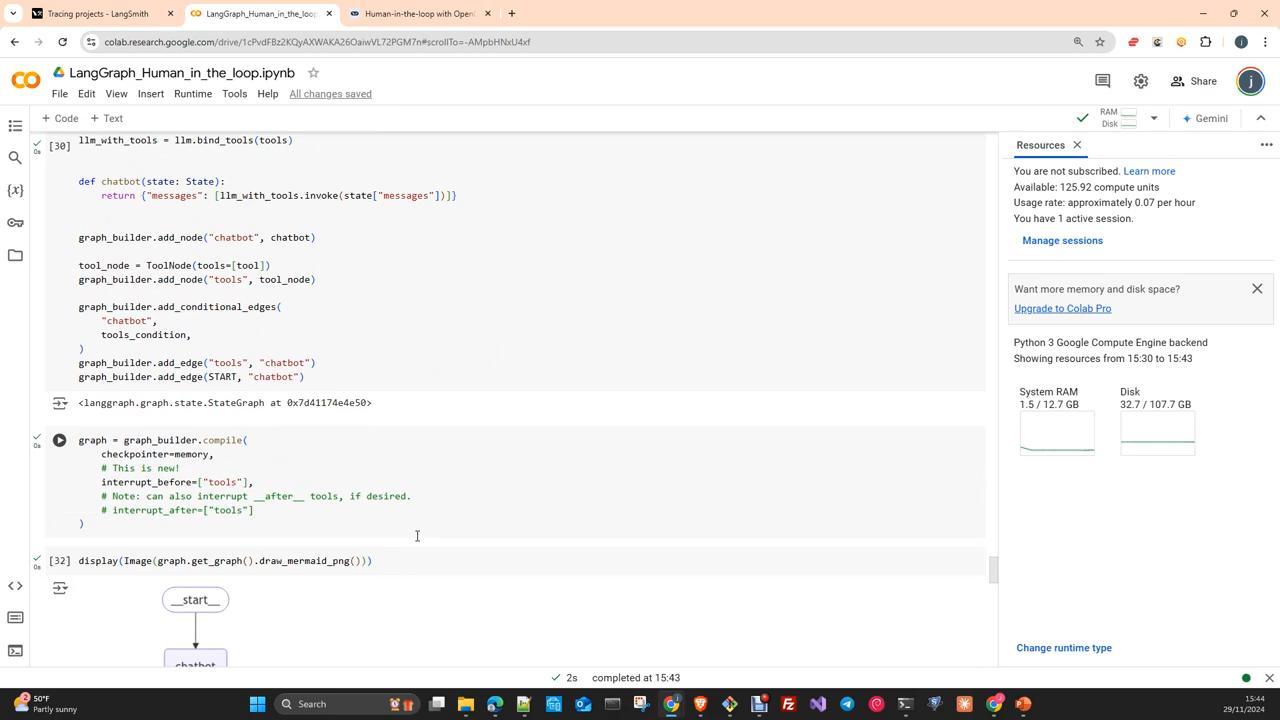 Tracing projects - LangSmith
LangGraph_Human_in_the_loop.
Human-in-the-loop with Open
colab.research.google.com/drive/1cPvdFBz2KQyAXWAKA26OaiwVL72PGM7n#scrollTo=-AMpbHNxU4xf
LangGraph_Human_in_the_loop.ipynb
File Edit View Insert Runtime Tools Help All changes saved
Share
+ Code + Text
RAM
Disk
Gemini
[30]
0s
llm_with_tools = llm.bind_tools(tools)
def chatbot(state: State):
return {"messages": [llm_with_tools.invoke(state["messages"])]}
graph_builder.add_node("chatbot", chatbot)
tool_node = ToolNode(tools=[tool])
graph_builder.add_node("tools", tool_node)
graph_builder.add_conditional_edges(
"chatbot",
tools_condition,
)
graph_builder.add_edge("tools", "chatbot")
graph_builder.add_edge(START, "chatbot")
<langgraph.graph.state.StateGraph at 0x7d41174e4e50>
0s
graph = graph_builder.compile(
checkpointer=memory,
# This is new!
interrupt_before=["tools"],
# Note: can also interrupt __after__ tools, if desired.
# interrupt_after=["tools"]
)
[32] display(Image(graph.get_graph().draw_mermaid_png()))
0s
__start__
chatbot
Resources
You are not subscribed. Learn more
Available: 125.92 compute units
Usage rate: approximately 0.07 per hour
You have 1 active session.
Manage sessions
Want more memory and disk space?
Upgrade to Colab Pro
Python 3 Google Compute Engine backend
Showing resources from 15:30 to 15:43
System RAM
1.5 / 12.7 GB
Disk
32.7 / 107.7 GB
Change runtime type
2s completed at 15:43
2
50°F
Partly sunny
Search
15:44
29/11/2024